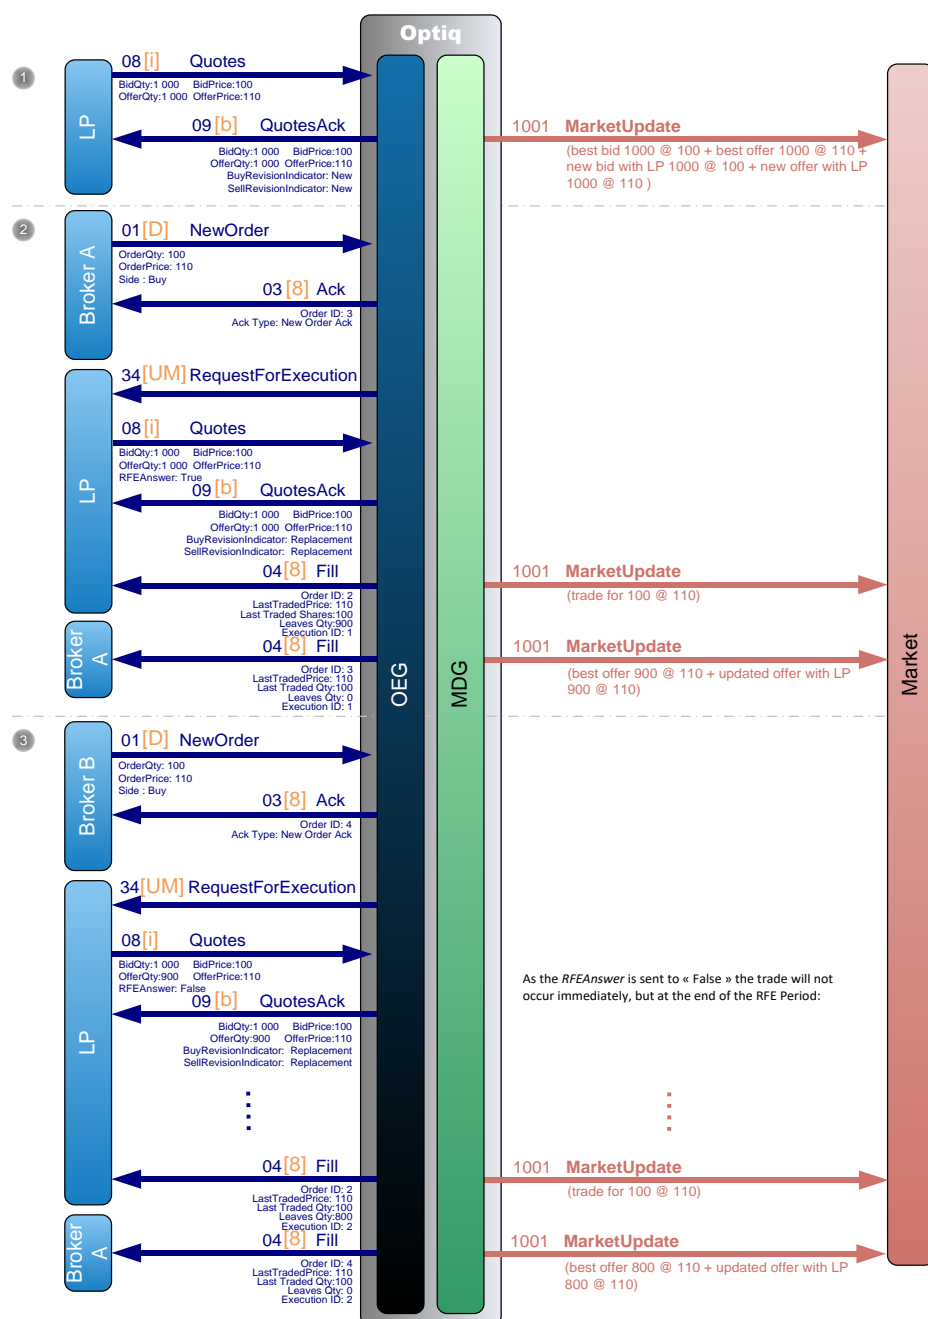 Optiq
1
LP
08 [i] Quotes
BidQty:1 000 BidPrice:100
OfferQty:1 000 OfferPrice:110
09 [b] QuotesAck
BidQty:1 000 BidPrice:100
OfferQty:1 000 OfferPrice:110
BuyRevisionIndicator: New
SellRevisionIndicator: New
1001 MarketUpdate
(best bid 1000 @ 100 + best offer 1000 @ 110 +
new bid with LP 1000 @ 100 + new offer with LP
1000 @ 110 )
2
Broker A
01 [D] NewOrder
OrderQty: 100
OrderPrice: 110
Side : Buy
03 [8] Ack
Order ID: 3
Ack Type: New Order Ack
LP
34 [UM] RequestForExecution
08 [i] Quotes
BidQty:1 000 BidPrice:100
OfferQty:1 000 OfferPrice:110
RFEAnswer: True
09 [b] QuotesAck
BidQty:1 000 BidPrice:100
OfferQty:1 000 OfferPrice:110
BuyRevisionIndicator: Replacement
SellRevisionIndicator: Replacement
04 [8] Fill
Order ID: 2
LastTradedPrice: 110
Last Traded Shares:100
Leaves Qty:900
Execution ID: 1
1001 MarketUpdate
(trade for 100 @ 110)
Broker
A
04 [8] Fill
Order ID: 3
LastTradedPrice: 110
Last Traded Qty:100
Leaves Qty: 0
Execution ID: 1
1001 MarketUpdate
(best offer 900 @ 110 + updated offer with LP
900 @ 110)
OEG
MDG
Market
3
Broker B
01 [D] NewOrder
OrderQty: 100
OrderPrice: 110
Side : Buy
03 [8] Ack
Order ID: 4
Ack Type: New Order Ack
LP
34 [UM] RequestForExecution
08 [i] Quotes
BidQty:1 000 BidPrice:100
OfferQty:900 OfferPrice:110
RFEAnswer: False
09 [b] QuotesAck
BidQty:1 000 BidPrice:100
OfferQty:900 OfferPrice:110
BuyRevisionIndicator: Replacement
SellRevisionIndicator: Replacement
As the RFEAnswer is sent to « False » the trade will not
occur immediately, but at the end of the RFE Period:
04 [8] Fill
Order ID: 2
LastTradedPrice: 110
Last Traded Qty:100
Leaves Qty:800
Execution ID: 2
1001 MarketUpdate
(trade for 100 @ 110)
Broker
A
04 [8] Fill
Order ID: 4
LastTradedPrice: 110
Last Traded Qty:100
Leaves Qty: 0
Execution ID: 2
1001 MarketUpdate
(best offer 800 @ 110 + updated offer with LP
800 @ 110)